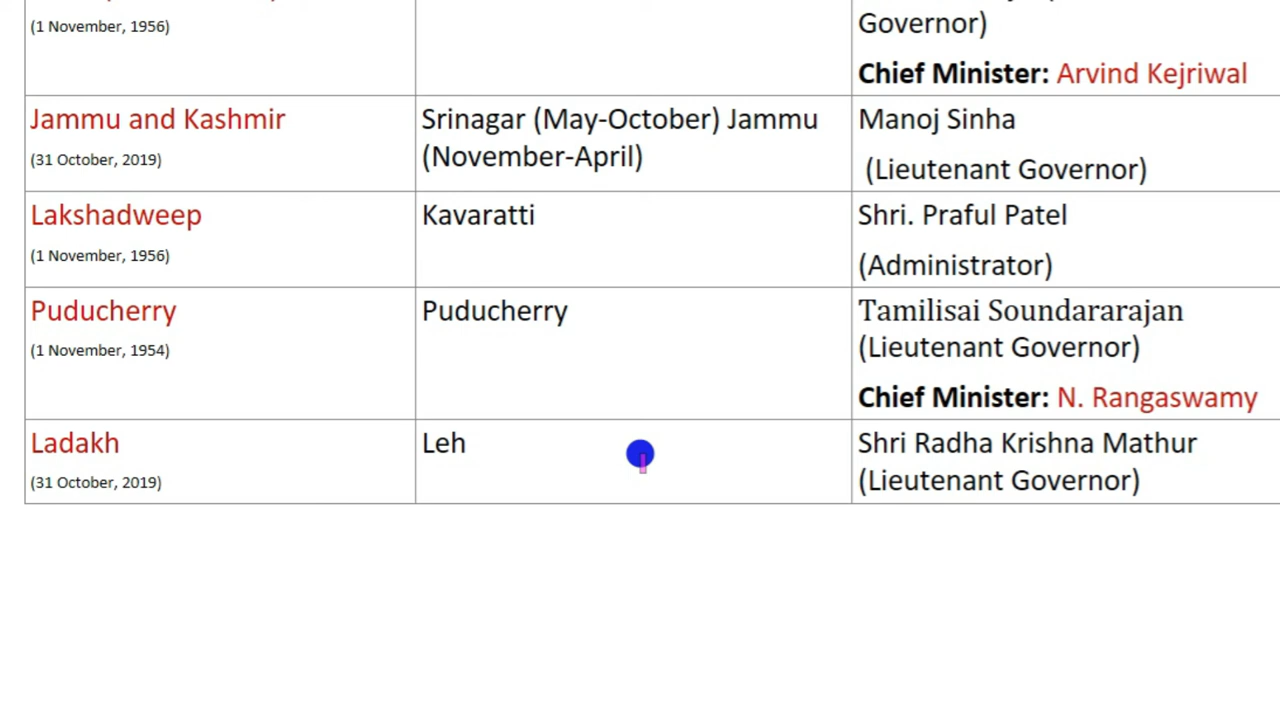 (1 November, 1956)
Governor)
Chief Minister: Arvind Kejriwal
Jammu and Kashmir
(31 October, 2019)
Srinagar (May-October) Jammu
(November-April)
Manoj Sinha
(Lieutenant Governor)
Lakshadweep
(1 November, 1956)
Kavaratti
Shri. Praful Patel
(Administrator)
Puducherry
(1 November, 1954)
Puducherry
Tamilisai Soundararajan
(Lieutenant Governor)
Chief Minister: N. Rangaswamy
Ladakh
(31 October, 2019)
Leh
Shri Radha Krishna Mathur
(Lieutenant Governor)